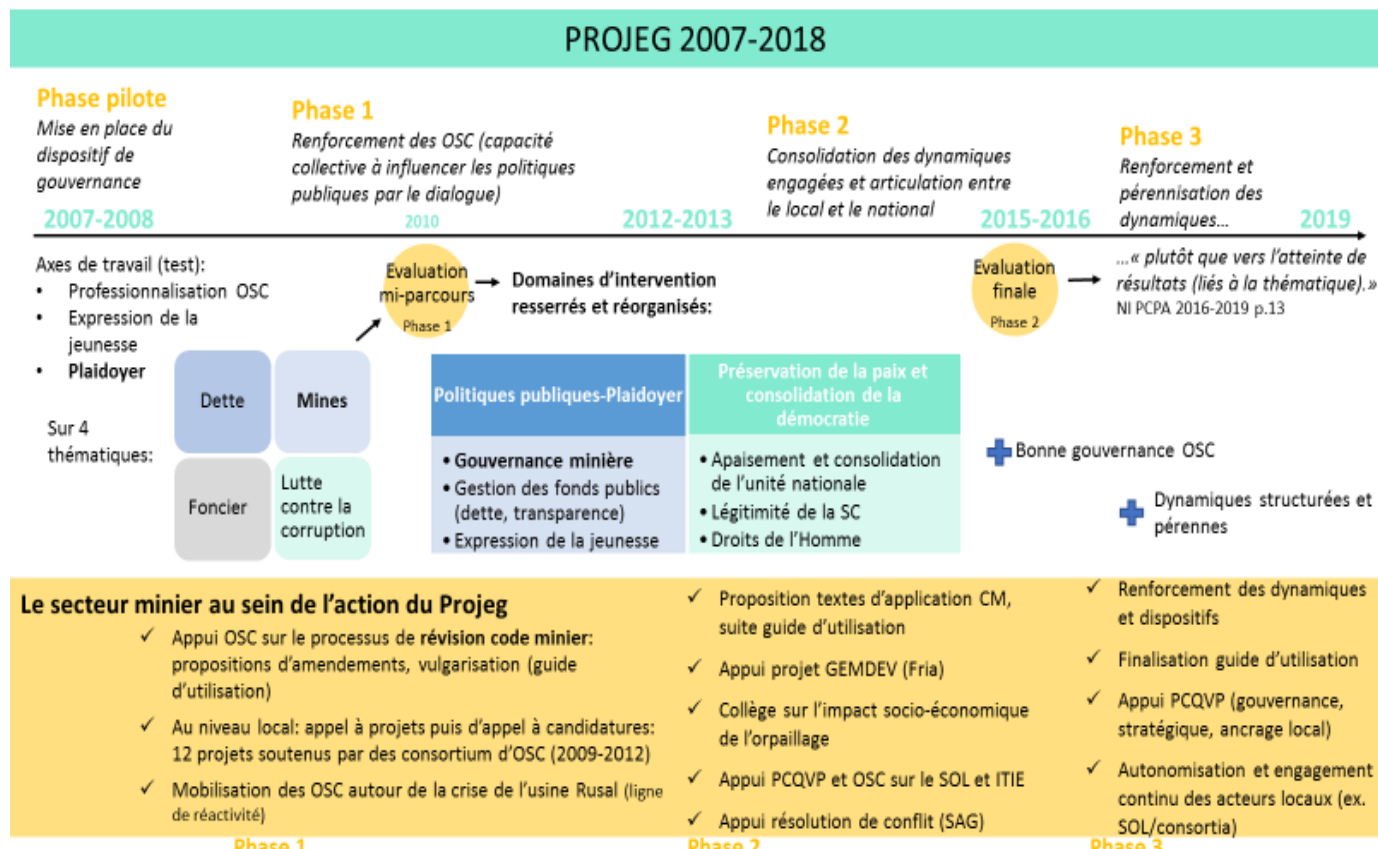 PROJEG 2007-2018
Phase pilote
Mise en place du
dispositif de
gouvernance
Phase 1
Renforcement des OSC (capacité
collective à influencer les politiques
publiques par le dialogue)
Phase 2
Consolidation des dynamiques
engagées et articulation entre
le local et le national
Phase 3
Renforcement et
pérennisation des
dynamiques...
2007-2008
2010
2012-2013
2015-2016
2019
Axes de travail (test):
• Professionnalisation OSC
• Expression de la
jeunesse
• Plaidoyer
Sur 4
thématiques:
Dette
Mines
Foncier
Lutte
contre la
corruption
Evaluation
mi-parcours
Phase 1
Domaines d'intervention
resserrés et réorganisés:
Politiques publiques-Plaidoyer
• Gouvernance minière
• Gestion des fonds publics
(dette, transparence)
• Expression de la jeunesse
Préservation de la paix et
consolidation de la
démocratie
• Apaisement et consolidation
de l'unité nationale
• Légitimité de la SC
• Droits de l'Homme
Evaluation
finale
Phase 2
...« plutôt que vers l'atteinte de
résultats (liés à la thématique).»
NI PCPA 2016-2019 p.13
Bonne gouvernance OSC
Dynamiques structurées et
pérennes
Le secteur minier au sein de l'action du Projeg
✓ Appui OSC sur le processus de révision code minier:
propositions d'amendements, vulgarisation (guide
d'utilisation)
✓ Au niveau local: appel à projets puis d'appel à candidatures:
12 projets soutenus par des consortium d'OSC (2009-2012)
✓ Mobilisation des OSC autour de la crise de l'usine Rusal (ligne
de réactivité)
Phase 1
✓ Proposition textes d'application CM,
suite guide d'utilisation
✓ Appui projet GEMDEV (Fria)
✓ Collège sur l'impact socio-économique
de l'orpaillage
✓ Appui PCQVP et OSC sur le SOL et ITIE
✓ Appui résolution de conflit (SAG)
Phase 2
✓ Renforcement des dynamiques
et dispositifs
✓ Finalisation guide d'utilisation
✓ Appui PCQVP (gouvernance,
stratégique, ancrage local)
✓ Autonomisation et engagement
continu des acteurs locaux (ex.
SOL/consortia)
Phase 3